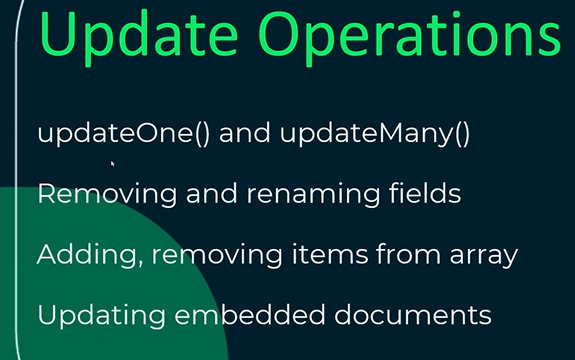 Update Operations
updateOne() and updateMany()
Removing and renaming fields
Adding, removing items from array
Updating embedded documents